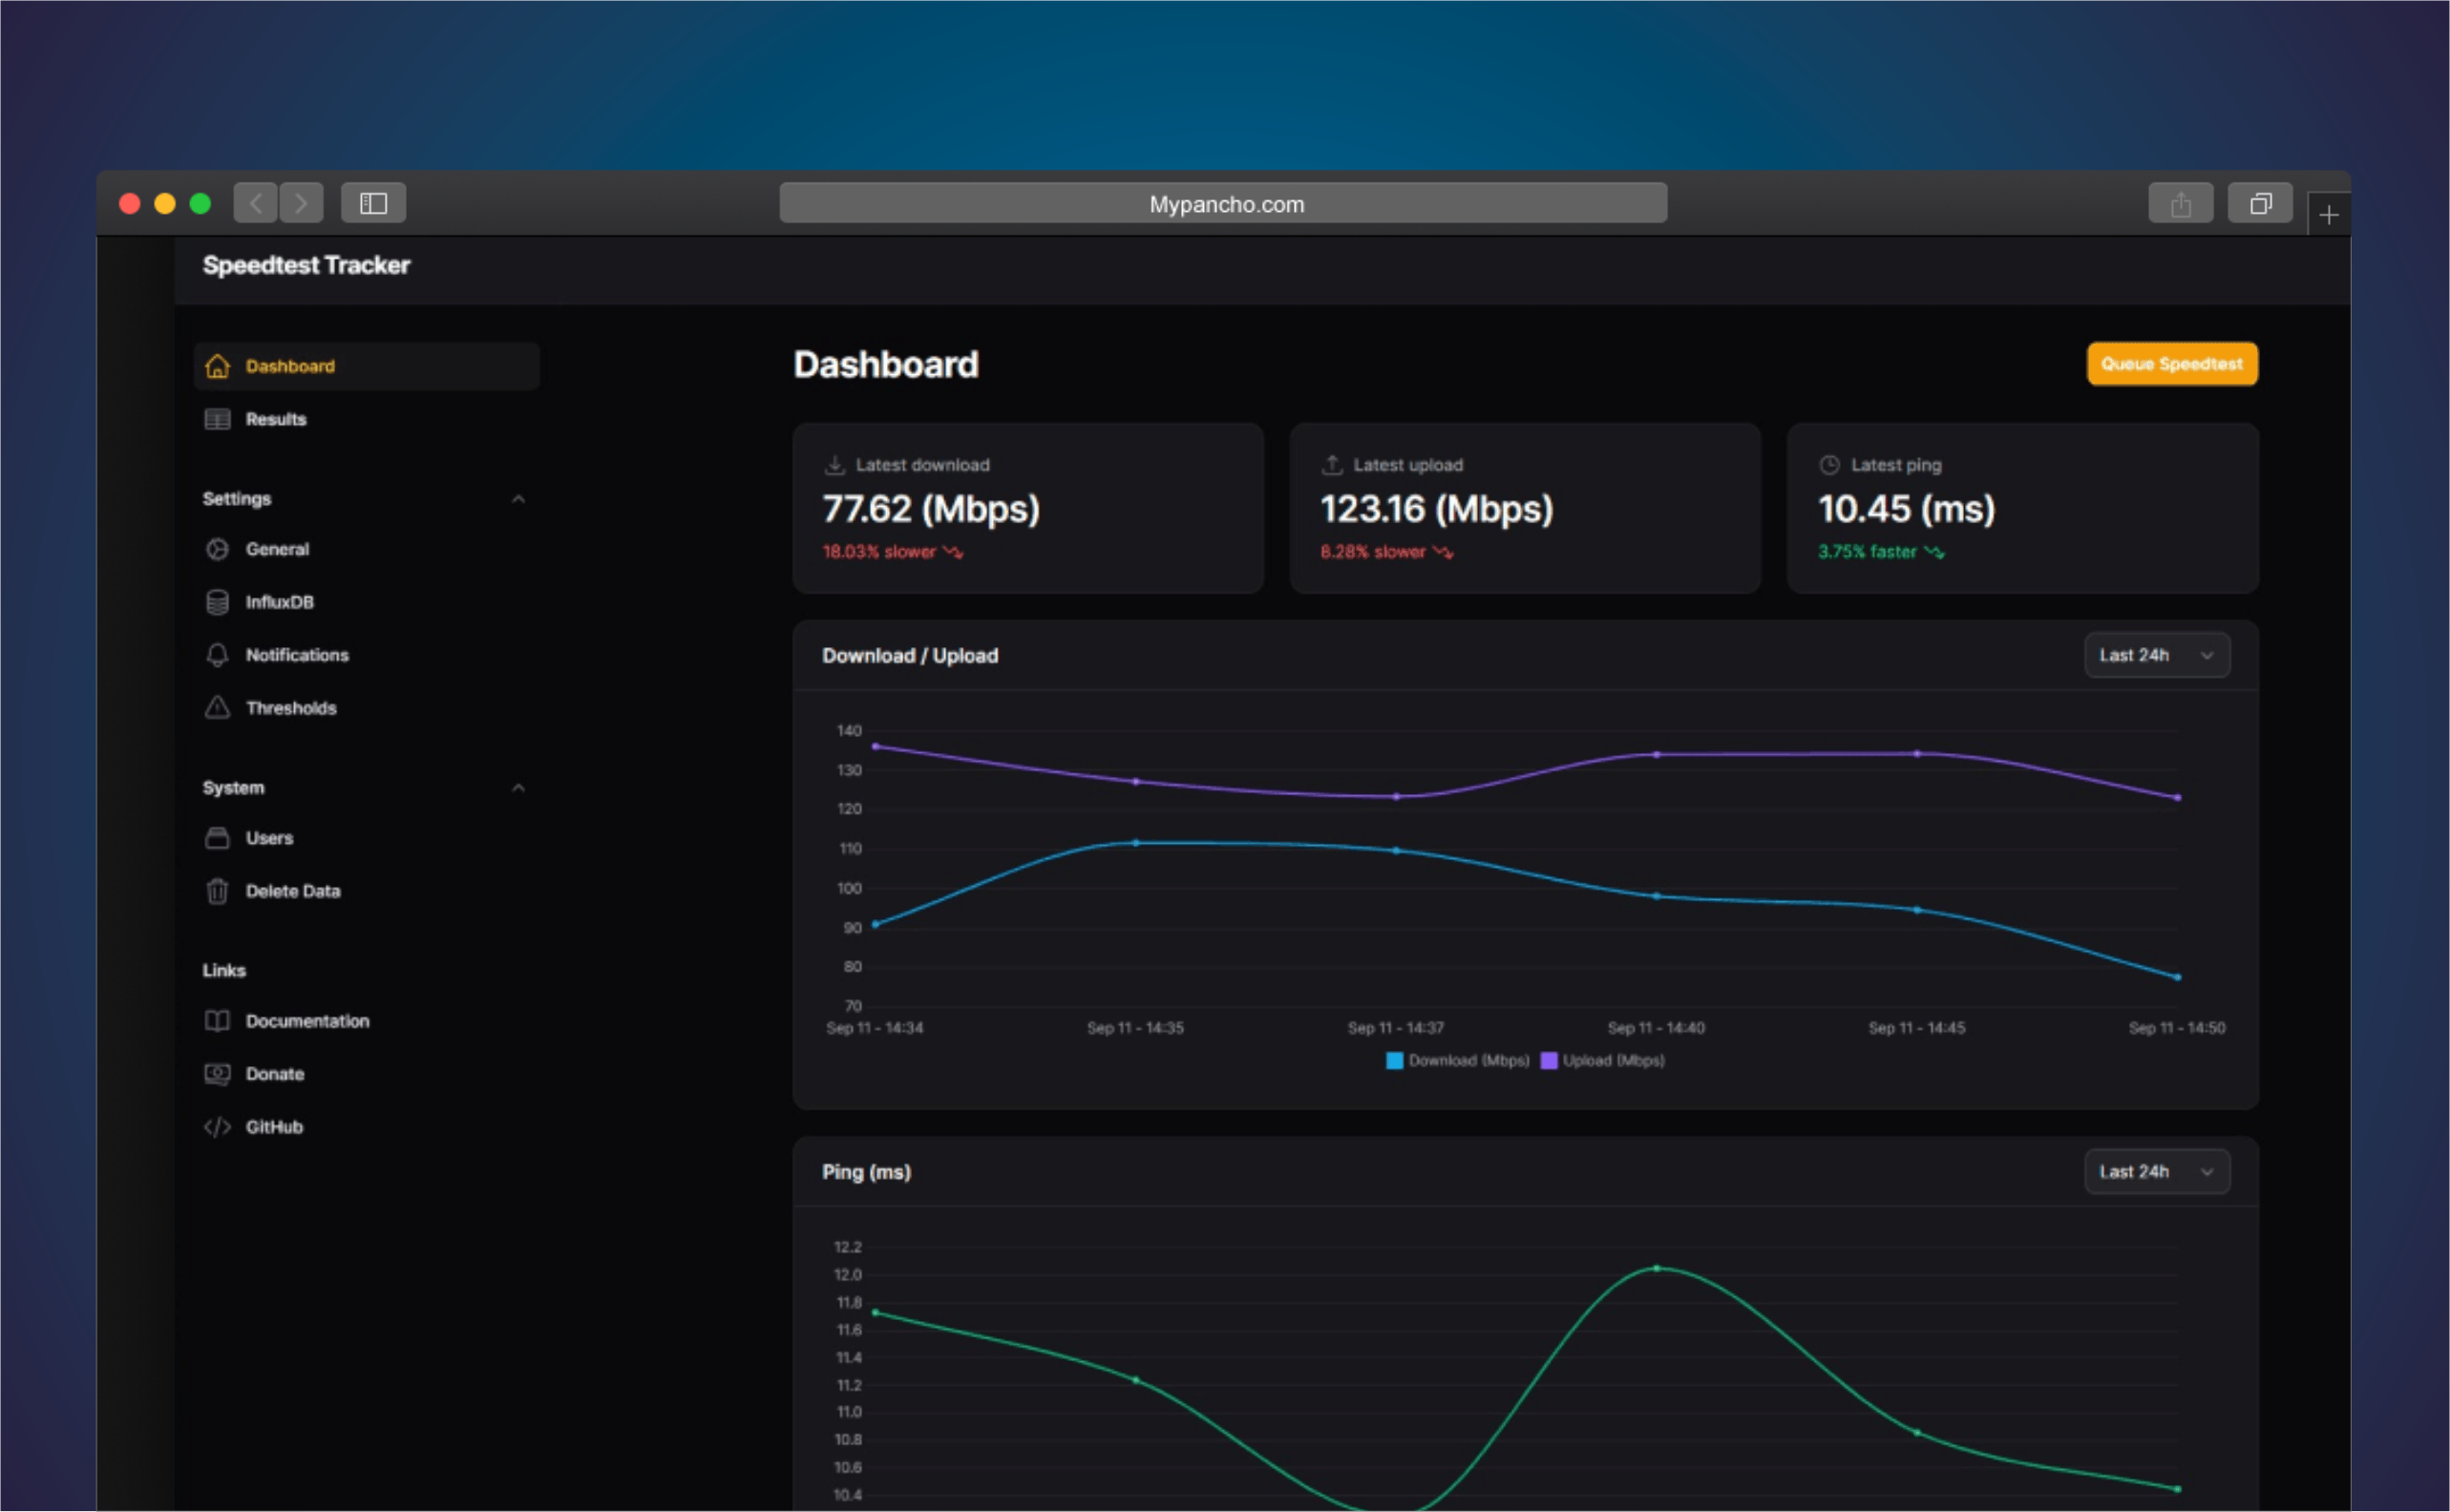 Mypancho.com
Speedtest Tracker
Dashboard
Results
Settings
General
InfluxDB
Notifications
Thresholds
System
Users
Delete Data
Links
Documentation
Donate
GitHub
Dashboard
Queue Speedtest
Latest download
77.62 (Mbps)
18.03% slower
Latest upload
123.16 (Mbps)
8.28% slower
Latest ping
10.45 (ms)
3.75% faster
Download / Upload
Last 24h
140
130
120
110
100
90
80
70
Sep 11 - 14:34
Sep 11 - 14:35
Sep 11 - 14:37
Sep 11 - 14:40
Sep 11 - 14:45
Sep 11 - 14:50
Download (Mbps)
Upload (Mbps)
Ping (ms)
Last 24h
12.2
12.0
11.8
11.6
11.4
11.2
11.0
10.8
10.6
10.4